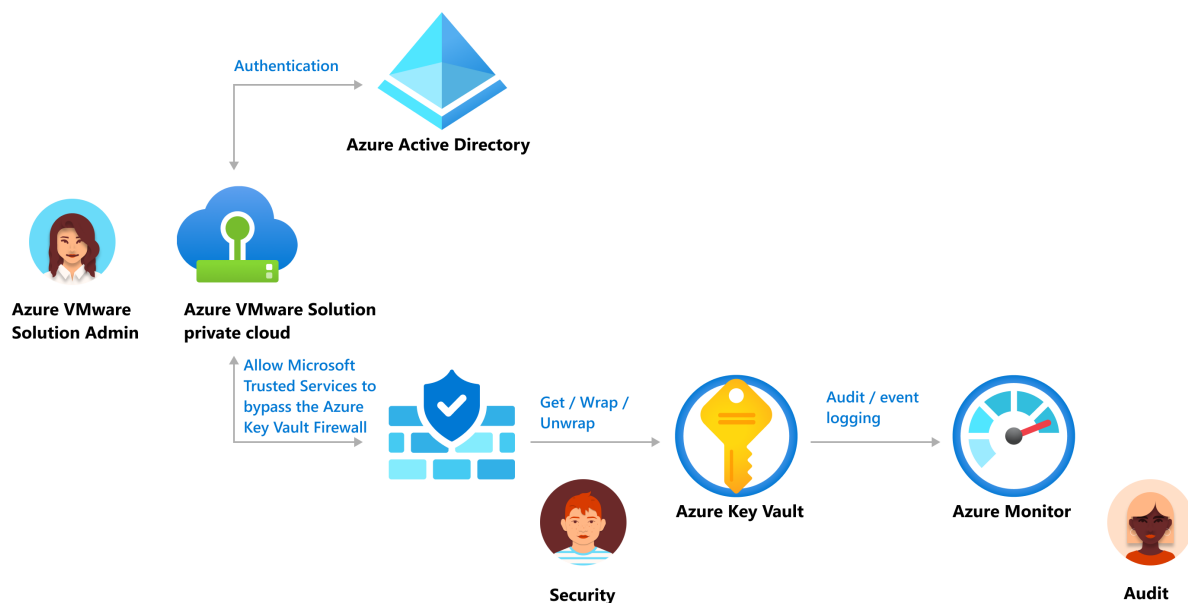 Authentication
Azure Active Directory
Azure VMware
Solution Admin
Azure VMware Solution
private cloud
Allow Microsoft
Trusted Services to
bypass the Azure
Key Vault Firewall
Get / Wrap /
Unwrap
Audit / event
logging
Azure Key Vault
Azure Monitor
Security
Audit